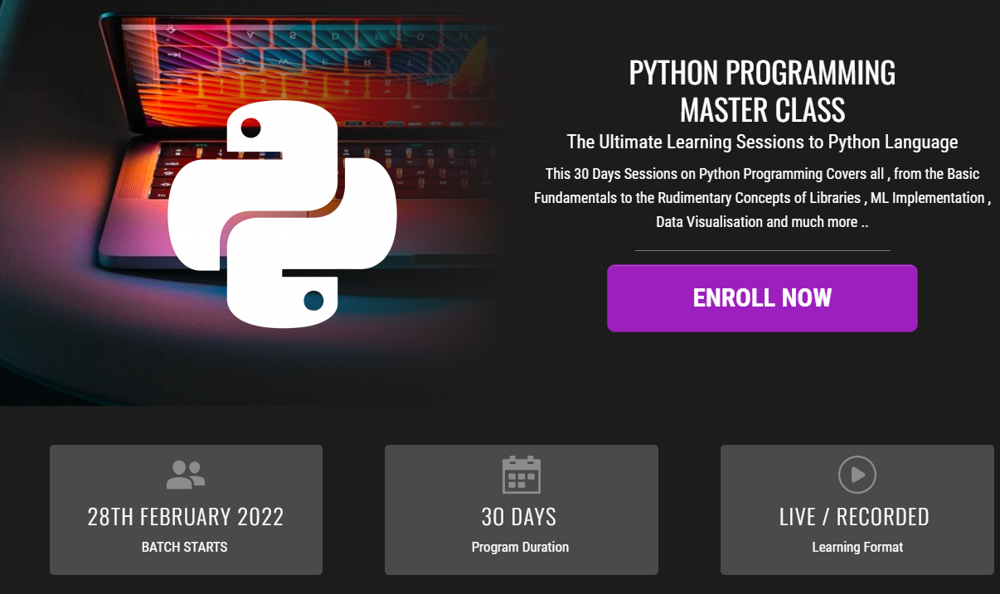 PYTHON PROGRAMMING
MASTER CLASS
The Ultimate Learning Sessions to Python Language
This 30 Days Sessions on Python Programming Covers all , from the Basic
Fundamentals to the Rudimentary Concepts of Libraries , ML Implementation ,
Data Visualisation and much more ..
ENROLL NOW
28TH FEBRUARY 2022
BATCH STARTS
30 DAYS
Program Duration
LIVE / RECORDED
Learning Format